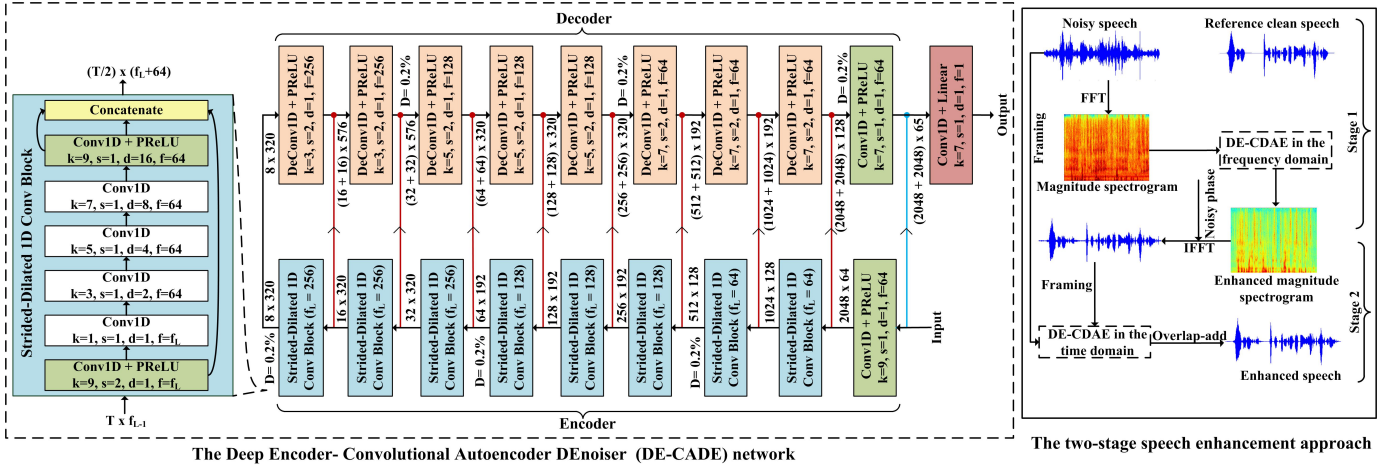 Decoder
(T/2) x (fL+64)
Strided-Dilated 1D Conv Block
Concatenate
Conv1D + PReLU
k=9, s=1, d=16, f=64
Conv1D
k=7, s=1, d=8, f=64
Conv1D
k=5, s=1, d=4, f=64
Conv1D
k=3, s=1, d=2, f=64
Conv1D
k=1, s=1, d=1, f=fL
Conv1D + PReLU
k=9, s=2, d=1, f=fL
T x fL-1
8 x 320
DeConv1D + PReLU
k=3, s=2, d=1, f=256
(16 + 16) x 576
DeConv1D + PReLU
k=3, s=2, d=1, f=256
(32 + 32) x 576
D= 0.2%
DeConv1D + PReLU
k=5, s=2, d=1, f=128
(64 + 64) x 320
DeConv1D + PReLU
k=5, s=2, d=1, f=128
(128 + 128) x 320
DeConv1D + PReLU
k=5, s=2, d=1, f=128
(256 + 256) x 320
D= 0.2%
DeConv1D + PReLU
k=7, s=2, d=1, f=64
(512 + 512) x 192
DeConv1D + PReLU
k=7, s=2, d=1, f=64
(1024 + 1024) x 192
DeConv1D + PReLU
k=7, s=2, d=1, f=64
(2048 + 2048) x 128
D= 0.2%
Conv1D + PReLU
k=7, s=1, d=1, f=64
(2048 + 2048) x 65
Conv1D + Linear
k=7, s=1, d=1, f=1
Output
D= 0.2%
8 x 320
Strided-Dilated 1D
Conv Block (fL = 256)
16 x 320
Strided-Dilated 1D
Conv Block (fL = 256)
32 x 320
Strided-Dilated 1D
Conv Block (fL = 256)
64 x 192
D= 0.2%
Strided-Dilated 1D
Conv Block (fL = 128)
128 x 192
Strided-Dilated 1D
Conv Block (fL = 128)
256 x 192
Strided-Dilated 1D
Conv Block (fL = 128)
512 x 128
D= 0.2%
Strided-Dilated 1D
Conv Block (fL = 64)
1024 x 128
Strided-Dilated 1D
Conv Block (fL = 64)
2048 x 64
Conv1D + PReLU
k=9, s=1, d=1, f=64
Input
Encoder
The Deep Encoder- Convolutional Autoencoder DEnoiser (DE-CADE) network
Noisy speech
Reference clean speech
FFT
Framing
Magnitude spectrogram
DE-CDAE in the
frequency domain
Stage 1
Noisy phase
IFFT
Enhanced magnitude
spectrogram
Framing
Stage 2
DE-CDAE in the
time domain
Overlap-add
Enhanced speech
The two-stage speech enhancement approach